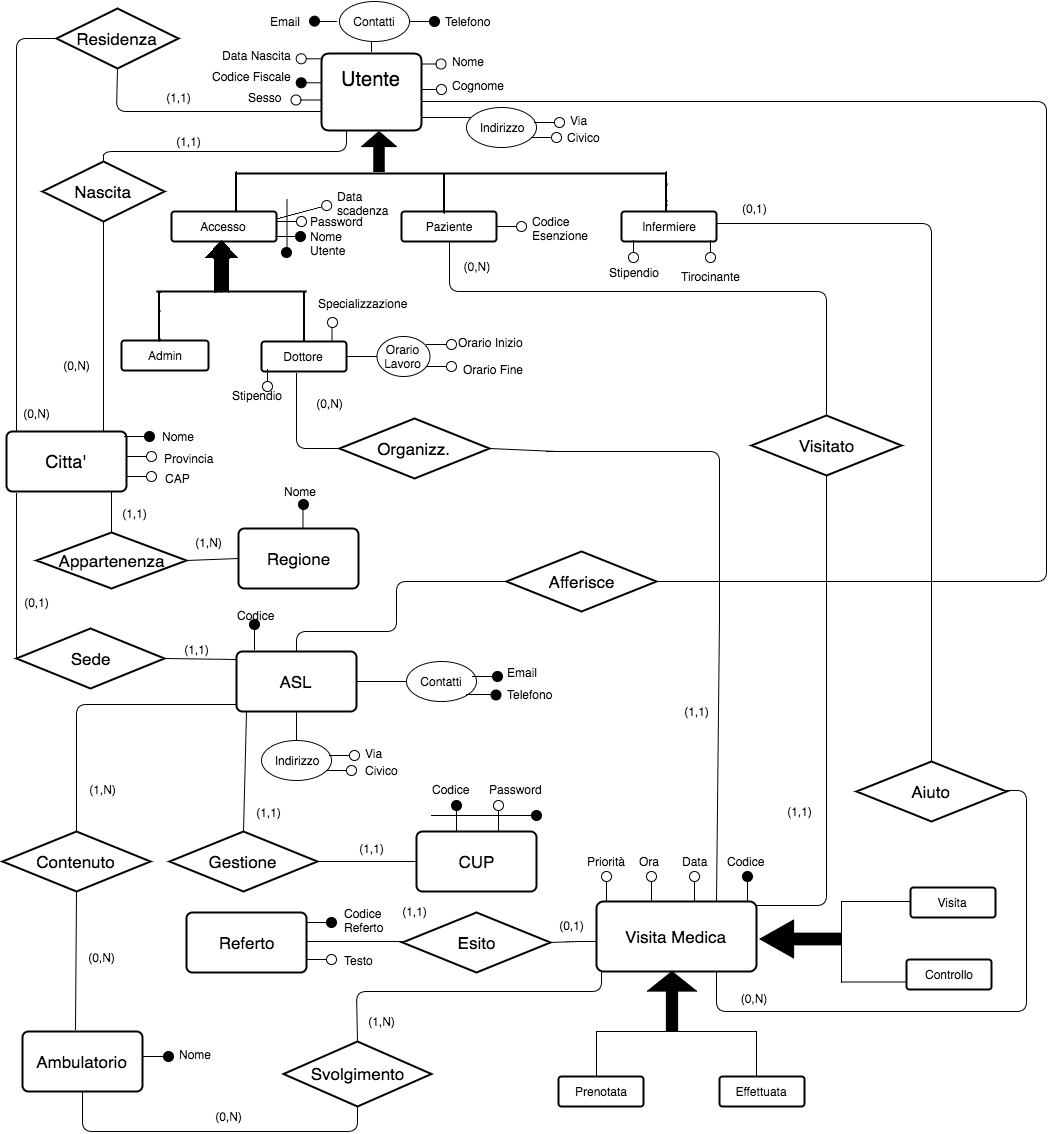 Email
Contatti
Telefono
Residenza
Data Nascita
Codice Fiscale
Sesso
Utente
Nome
Cognome
(1,1)
Indirizzo
Via
Civico
(1,1)
Nascita
Accesso
Data
scadenza
Password
Nome
Utente
Paziente
Codice
Esenzione
Infermiere
(0,1)
Stipendio
Tirocinante
(0,N)
Specializzazione
Admin
Dottore
Orario
Lavoro
Orario Inizio
Orario Fine
Stipendio
(0,N)
(0,N)
(0,N)
Citta'
Nome
Provincia
CAP
Organizz.
Visitato
(1,1)
Nome
Appartenenza
(1,N)
Regione
Afferisce
(0,1)
Codice
Sede
(1,1)
ASL
Contatti
Email
Telefono
(1,1)
Indirizzo
Via
Civico
(1,N)
(1,1)
Codice
Password
(1,1)
Aiuto
Contenuto
Gestione
(1,1)
CUP
Priorità
Ora
Data
Codice
Referto
Codice
Referto
Testo
(1,1)
Esito
(0,1)
Visita Medica
Visita
Controllo
(0,N)
(0,N)
(1,N)
Ambulatorio
Nome
Svolgimento
Prenotata
Effettuata
(0,N)